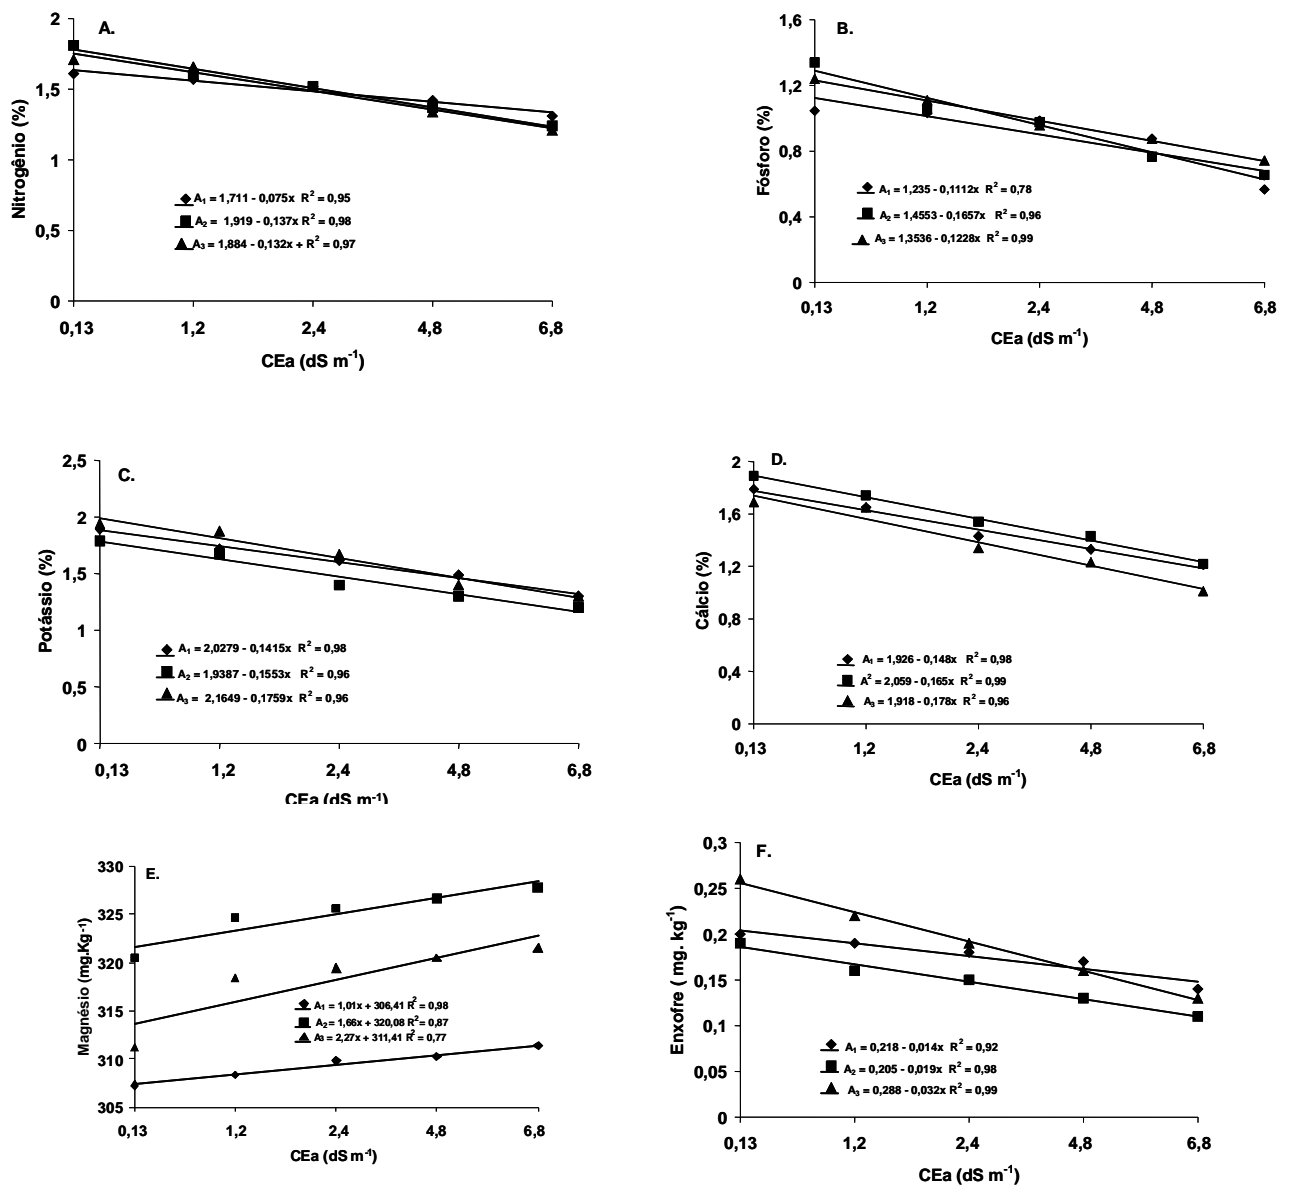 A.
2
1,5
1
0,5
0
Nitrogênio (%)
A1 = 1,711 - 0,075x R2 = 0,95
A2 = 1,919 - 0,137x R2 = 0,98
A3 = 1,884 - 0,132x + R2 = 0,97
0,13 1,2 2,4 4,8 6,8
CEa (dS m-1)
B.
1,6
1,2
0,8
0,4
0
Fósforo (%)
A1 = 1,235 - 0,1112x R2 = 0,78
A2 = 1,4553 - 0,1657x R2 = 0,96
A3 = 1,3536 - 0,1228x R2 = 0,99
0,13 1,2 2,4 4,8 6,8
CEa (dS m-1)
C.
2,5
2
1,5
1
0,5
0
Potássio (%)
A1 = 2,0279 - 0,1415x R2 = 0,98
A2 = 1,9387 - 0,1553x R2 = 0,96
A3 = 2,1649 - 0,1759x R2 = 0,96
0,13 1,2 2,4 4,8 6,8
CEa (dS m-1)
D.
2
1,6
1,2
0,8
0,4
0
Cálcio (%)
A1 = 1,926 - 0,148x R2 = 0,98
A2 = 2,059 - 0,165x R2 = 0,99
A3 = 1,918 - 0,178x R2 = 0,96
0,13 1,2 2,4 4,8 6,8
CEa (dS m-1)
E.
330
325
320
315
310
305
Magnésio (mg.Kg-1)
A1 = 1,01x + 306,41 R2 = 0,98
A2 = 1,66x + 320,08 R2 = 0,87
A3 = 2,27x + 311,41 R2 = 0,77
0,13 1,2 2,4 4,8 6,8
CEa (dS m-1)
F.
0,3
0,25
0,2
0,15
0,1
0,05
0
Enxofre ( mg. kg-1)
A1 = 0,218 - 0,014x R2 = 0,92
A2 = 0,205 - 0,019x R2 = 0,98
A3 = 0,288 - 0,032x R2 = 0,99
0,13 1,2 2,4 4,8 6,8
CEa (dS m-1)